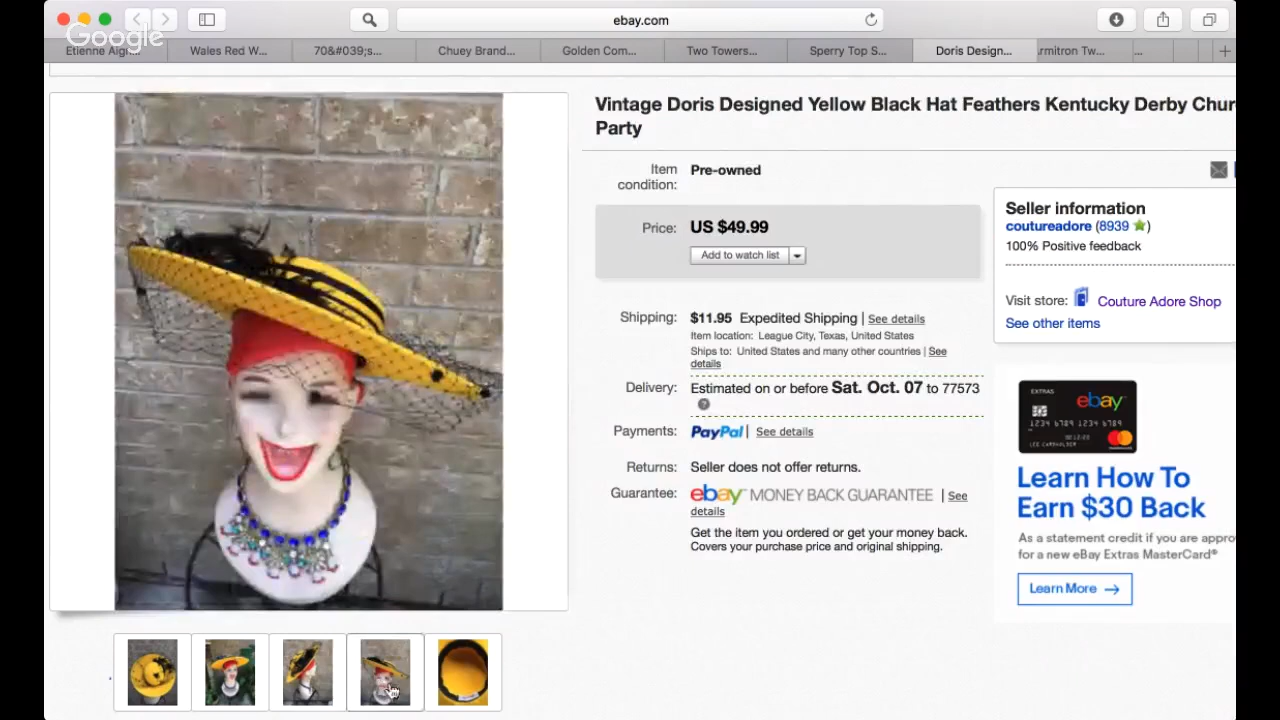 ebay.com
Google
Etienne Aign...
Wales Red W...
70&#039;s...
Chuey Brand...
Golden Com...
Two Towers...
Sperry Top S...
Doris Design...
rmitron Tw...
...
Vintage Doris Designed Yellow Black Hat Feathers Kentucky Derby Chur
Party
Item
condition:
Pre-owned
Price:
US $49.99
Add to watch list
Shipping:
$11.95 Expedited Shipping | See details
Item location: League City, Texas, United States
Ships to: United States and many other countries | See
details
Delivery:
Estimated on or before Sat. Oct. 07 to 77573
?
Payments:
PayPal | See details
Returns:
Seller does not offer returns.
Guarantee:
ebay MONEY BACK GUARANTEE | See
details
Get the item you ordered or get your money back.
Covers your purchase price and original shipping.
Seller information
coutureadore (8939 )
100% Positive feedback
Visit store: Couture Adore Shop
See other items
EXTRAS
ebay
Learn How To
Earn $30 Back
As a statement credit if you are appro
for a new eBay Extras MasterCard®
Learn More →